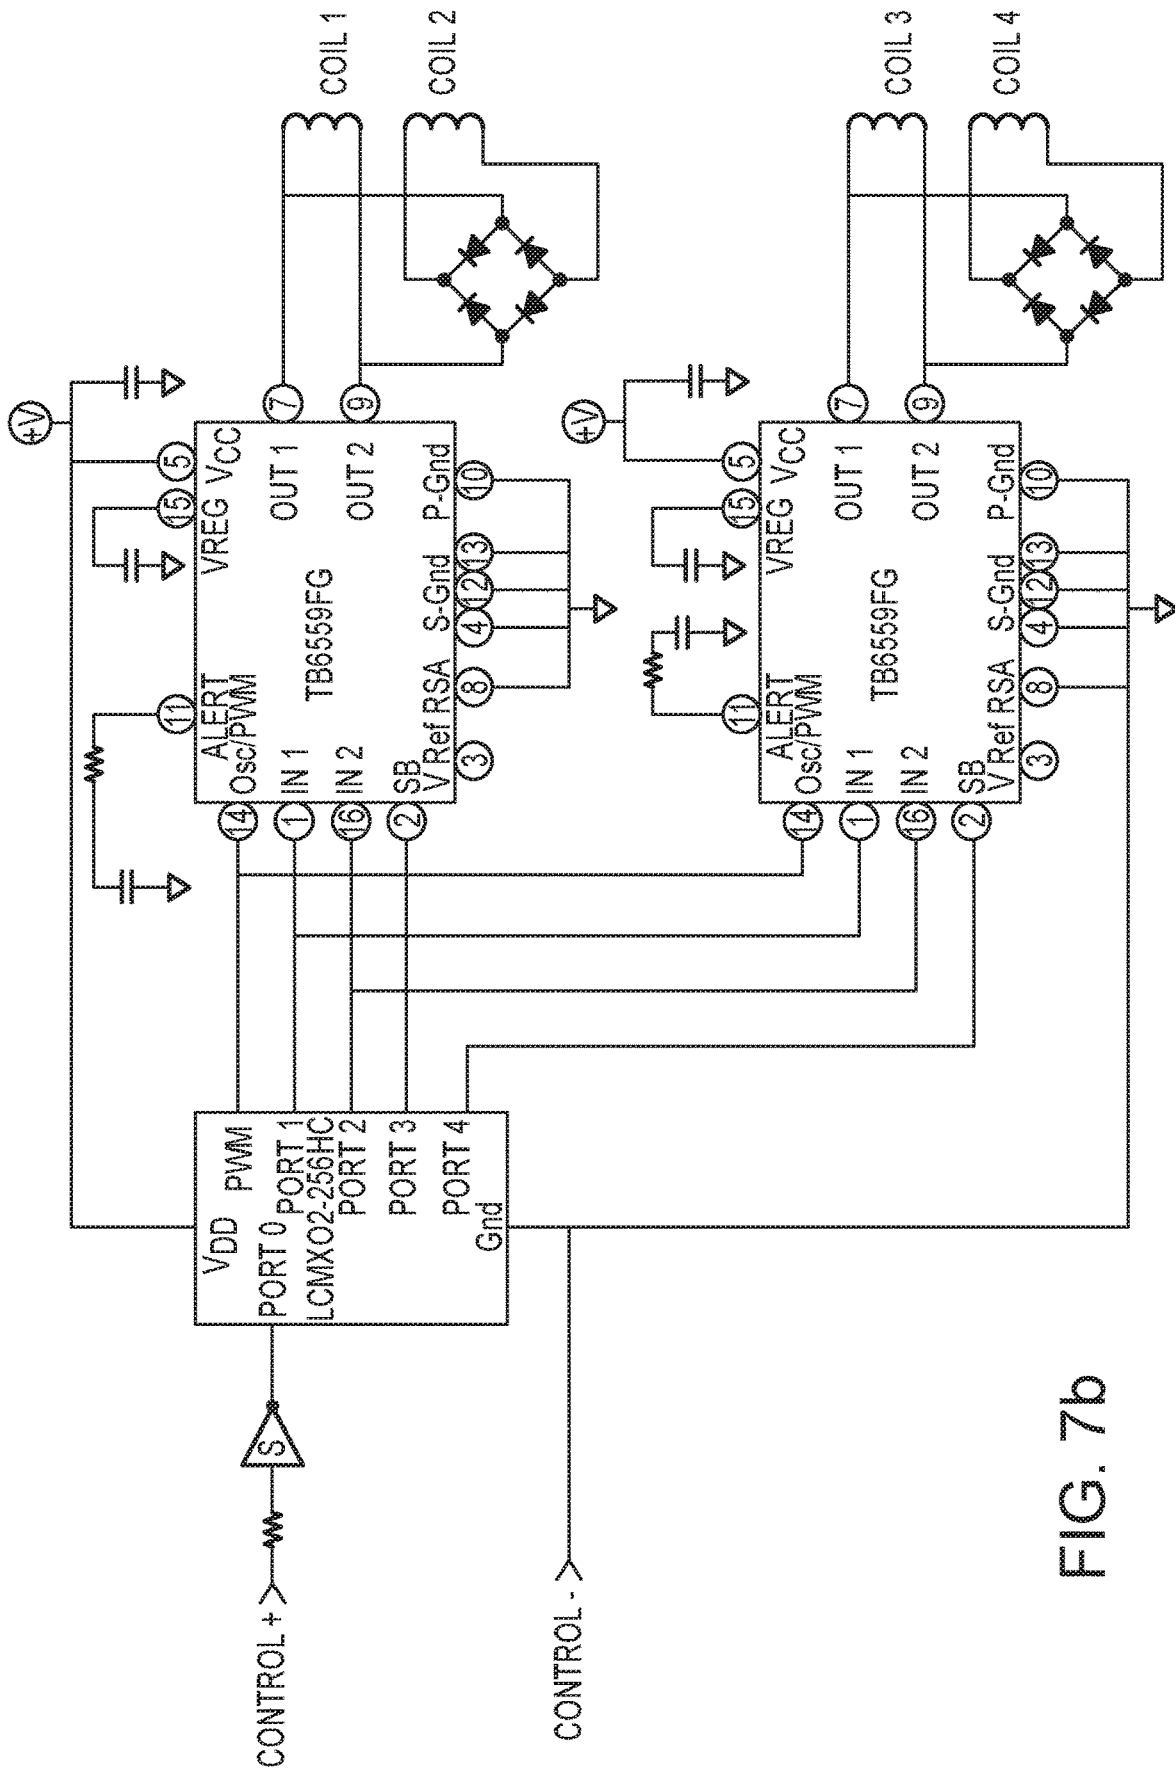 CONTROL +
CONTROL -
S
VDD
PORT 0
PWM
PORT 1
LCMXO2-256HC
PORT 2
PORT 3
PORT 4
Gnd
+V
14
1
16
2
11
15
5
ALERT
Osc/PWM
IN 1
IN 2
SB
V Ref
RSA
VREG
VCC
TB6559FG
S-Gnd
P-Gnd
OUT 1
OUT 2
3
8
4
12
13
10
7
9
COIL 1
COIL 2
+V
14
1
16
2
11
15
5
ALERT
Osc/PWM
IN 1
IN 2
SB
V Ref
RSA
VREG
VCC
TB6559FG
S-Gnd
P-Gnd
OUT 1
OUT 2
3
8
4
12
13
10
7
9
COIL 3
COIL 4
FIG. 7b